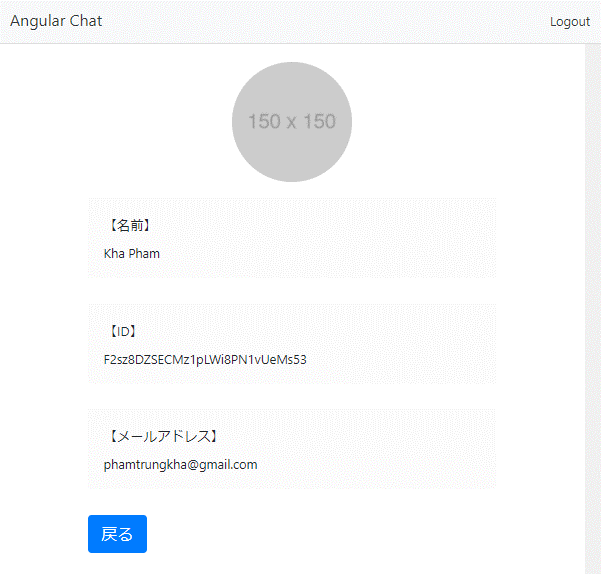 Angular Chat
Logout
150 x 150
【名前】
Kha Pham
【ID】
F2sz8DZSECMz1pLWi8PN1vUeMs53
【メールアドレス】
phamtrungkha@gmail.com
戻る